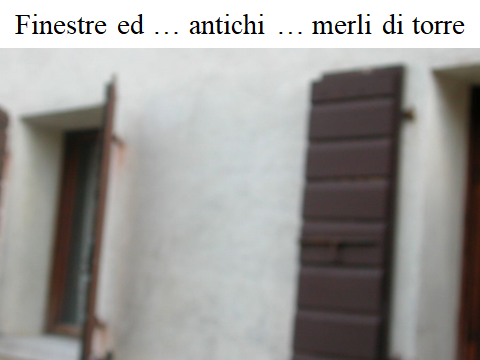 Finestre ed … antichi … merli di torre